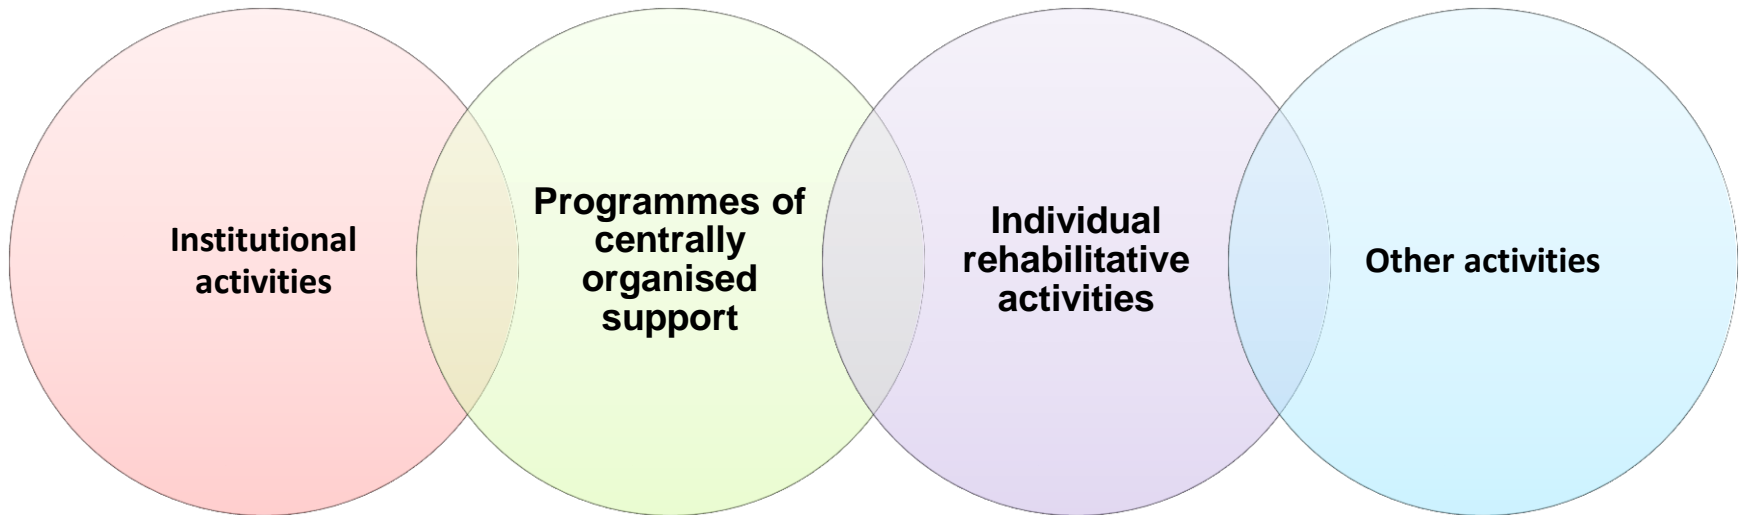 Institutional
activities
Programmes of
centrally
organised
support
Individual
rehabilitative
activities
Other activities